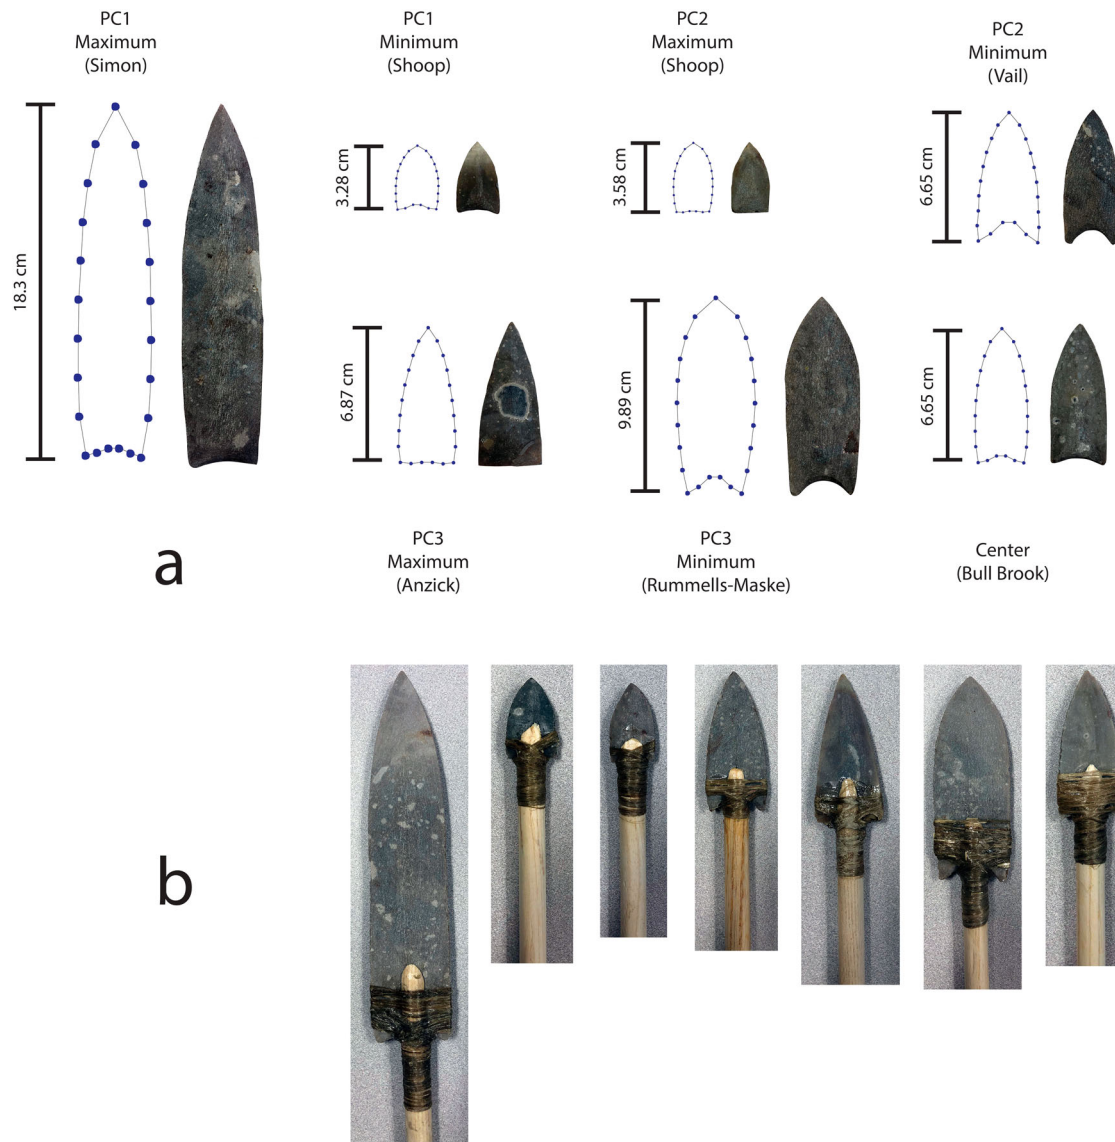 PC1
Maximum
(Simon)
PC1
Minimum
(Shoop)
PC2
Maximum
(Shoop)
PC2
Minimum
(Vail)
18.3 cm
3.28 cm
3.58 cm
6.65 cm
6.87 cm
9.89 cm
6.65 cm
PC3
Maximum
(Anzick)
PC3
Minimum
(Rummells-Maske)
Center
(Bull Brook)
a
b